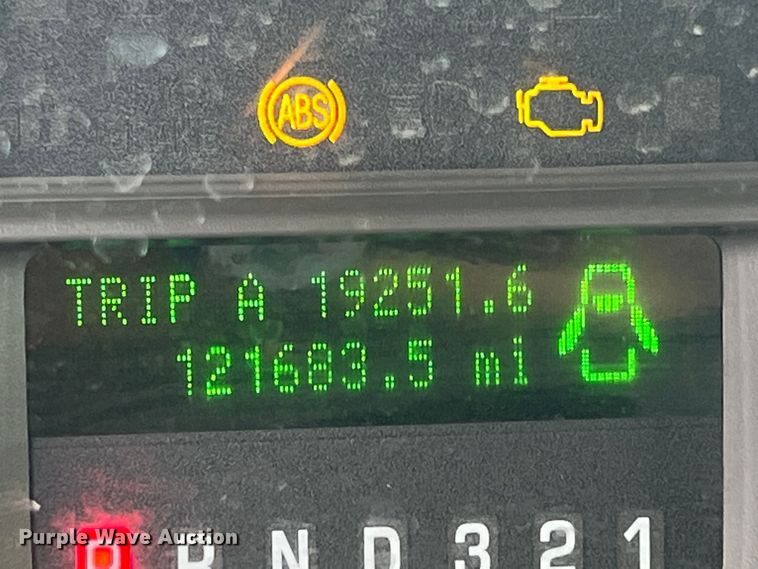 ABS
TRIP A 19251.6
121683.5 mi
R N D 3 2 1
Purple Wave Auction